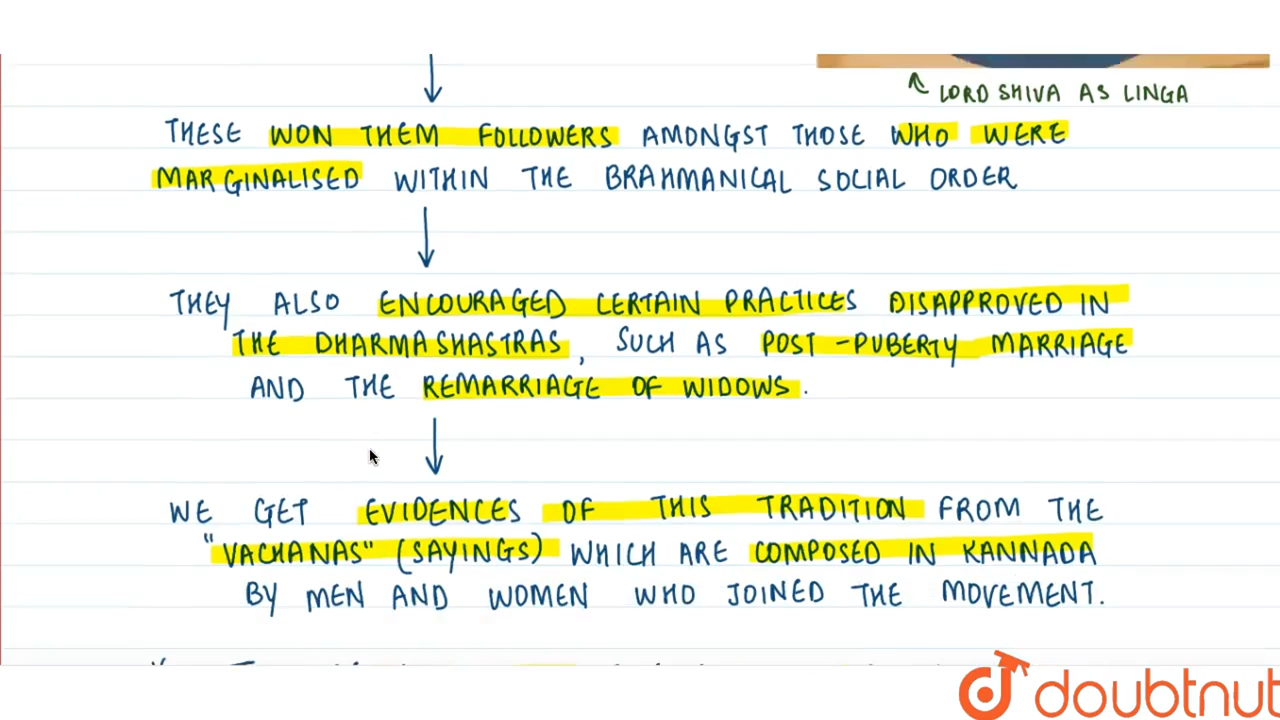 LORD SHIVA AS LINGA
THESE WON THEM FOLLOWERS AMONGST THOSE WHO WERE
MARGINALISED WITHIN THE BRAHMANICAL SOCIAL ORDER
THEY ALSO ENCOURAGED CERTAIN PRACTICES DISAPPROVED IN
THE DHARMASHASTRAS, SUCH AS POST-PUBERTY MARRIAGE
AND THE REMARRIAGE OF WIDOWS.
WE GET EVIDENCES OF THIS TRADITION FROM THE
"VACHANAS" (SAYINGS) WHICH ARE COMPOSED IN KANNADA
BY MEN AND WOMEN WHO JOINED THE MOVEMENT.
doubtnut